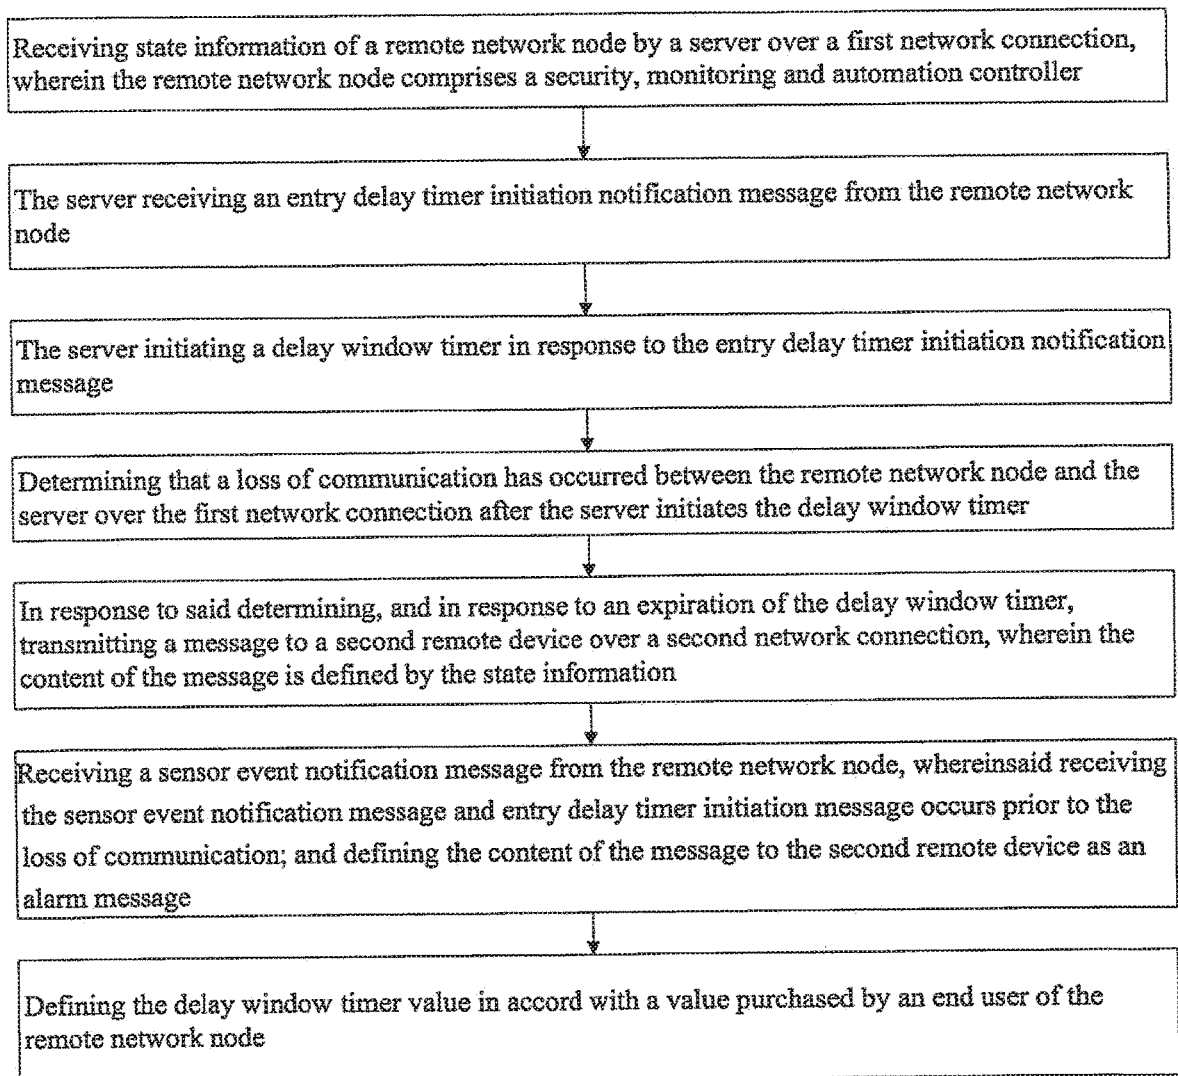 Receiving state information of a remote network node by a server over a first network connection,
wherein the remote network node comprises a security, monitoring and automation controller
The server receiving an entry delay timer initiation notification message from the remote network
node
The server initiating a delay window timer in response to the entry delay timer initiation notification
message
Determining that a loss of communication has occurred between the remote network node and the
server over the first network connection after the server initiates the delay window timer
In response to said determining, and in response to an expiration of the delay window timer,
transmitting a message to a second remote device over a second network connection, wherein the
content of the message is defined by the state information
Receiving a sensor event notification message from the remote network node, whereinsaid receiving
the sensor event notification message and entry delay timer initiation message occurs prior to the
loss of communication; and defining the content of the message to the second remote device as an
alarm message
Defining the delay window timer value in accord with a value purchased by an end user of the
remote network node